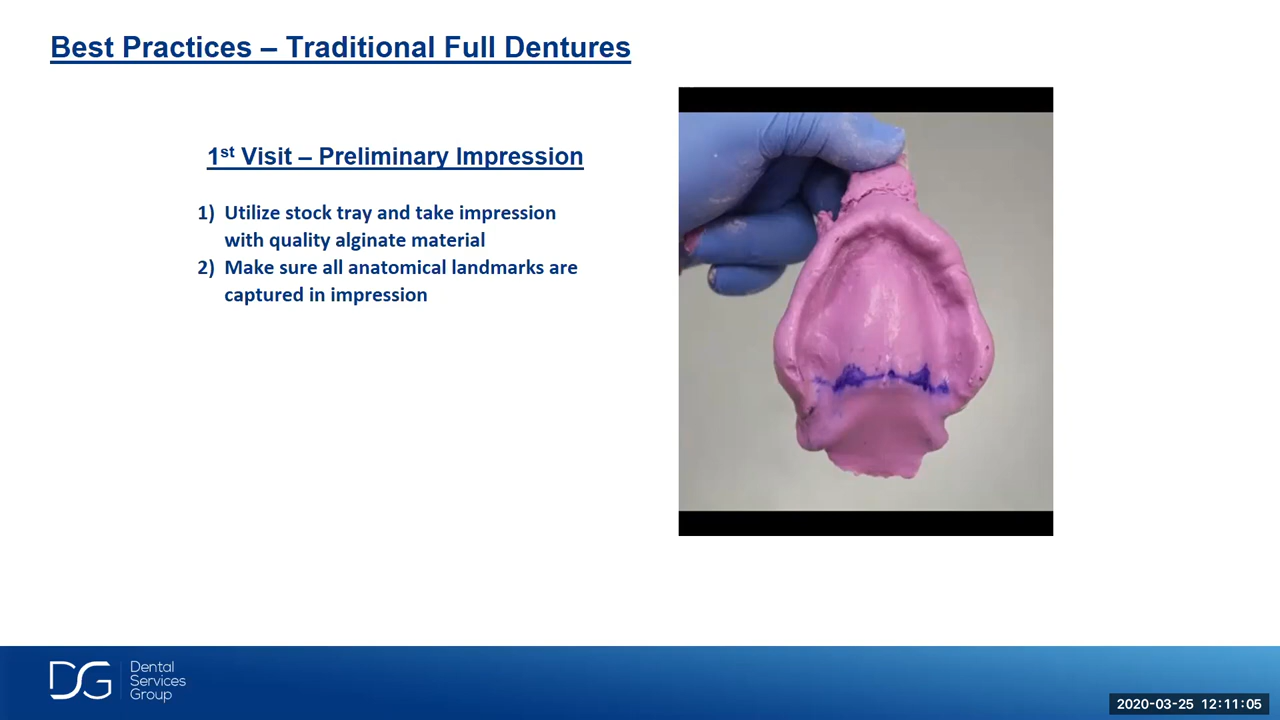 Best Practices – Traditional Full Dentures
1st Visit – Preliminary Impression
1) Utilize stock tray and take impression
with quality alginate material
2) Make sure all anatomical landmarks are
captured in impression
DG
Dental
Services
Group
2020-03-25 12:11:05